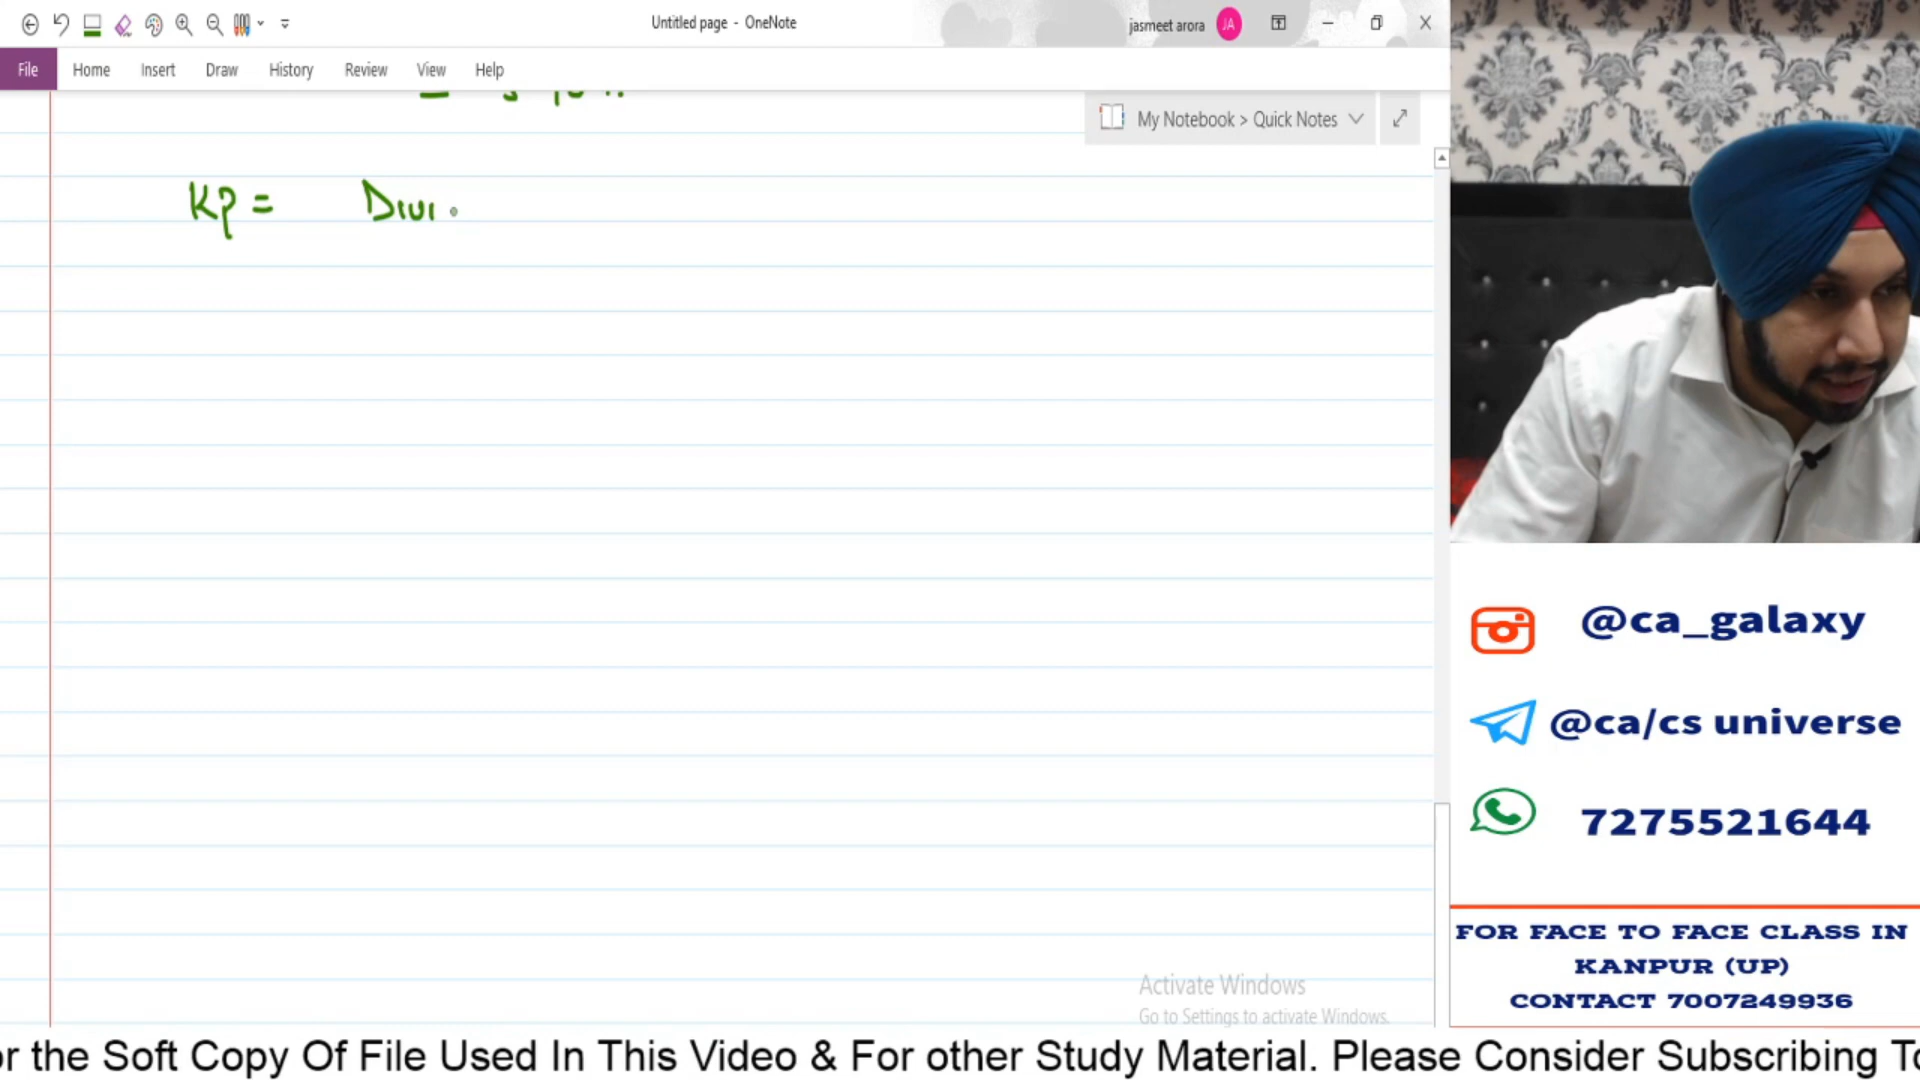 Untitled page - OneNote
jasmeet arora
JA
File
Home
Insert
Draw
History
Review
View
Help
My Notebook > Quick Notes
Kp = Divi
@ca_galaxy
@ca/cs universe
7275521644
FOR FACE TO FACE CLASS IN
KANPUR (UP)
CONTACT 7007249936
Activate Windows
Go to Settings to activate Windows.
or the Soft Copy Of File Used In This Video & For other Study Material. Please Consider Subscribing To